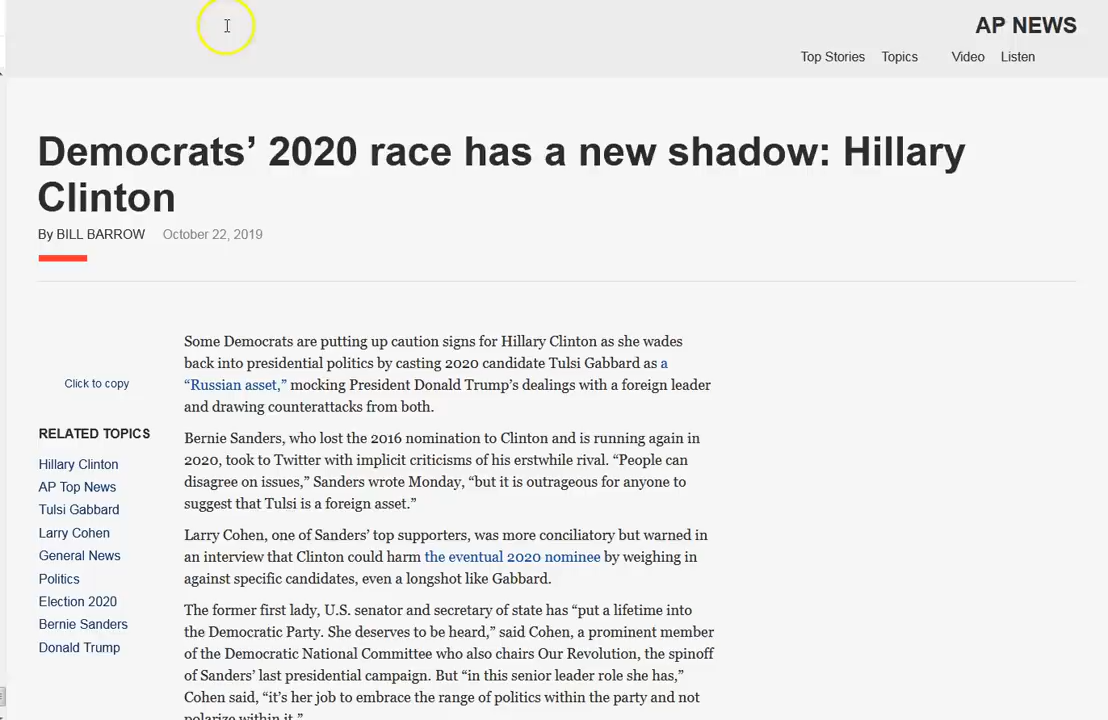 AP NEWS
Top Stories Topics Video Listen
Democrats’ 2020 race has a new shadow: Hillary
Clinton
By BILL BARROW October 22, 2019
Some Democrats are putting up caution signs for Hillary Clinton as she wades
back into presidential politics by casting 2020 candidate Tulsi Gabbard as a
“Russian asset,” mocking President Donald Trump’s dealings with a foreign leader
and drawing counterattacks from both.
Bernie Sanders, who lost the 2016 nomination to Clinton and is running again in
2020, took to Twitter with implicit criticisms of his erstwhile rival. “People can
disagree on issues,” Sanders wrote Monday, “but it is outrageous for anyone to
suggest that Tulsi is a foreign asset.”
Larry Cohen, one of Sanders’ top supporters, was more conciliatory but warned in
an interview that Clinton could harm the eventual 2020 nominee by weighing in
against specific candidates, even a longshot like Gabbard.
The former first lady, U.S. senator and secretary of state has “put a lifetime into
the Democratic Party. She deserves to be heard,” said Cohen, a prominent member
of the Democratic National Committee who also chairs Our Revolution, the spinoff
of Sanders’ last presidential campaign. But “in this senior leader role she has,”
Cohen said, “it’s her job to embrace the range of politics within the party and not
polarize within it.”
Click to copy
RELATED TOPICS
Hillary Clinton
AP Top News
Tulsi Gabbard
Larry Cohen
General News
Politics
Election 2020
Bernie Sanders
Donald Trump